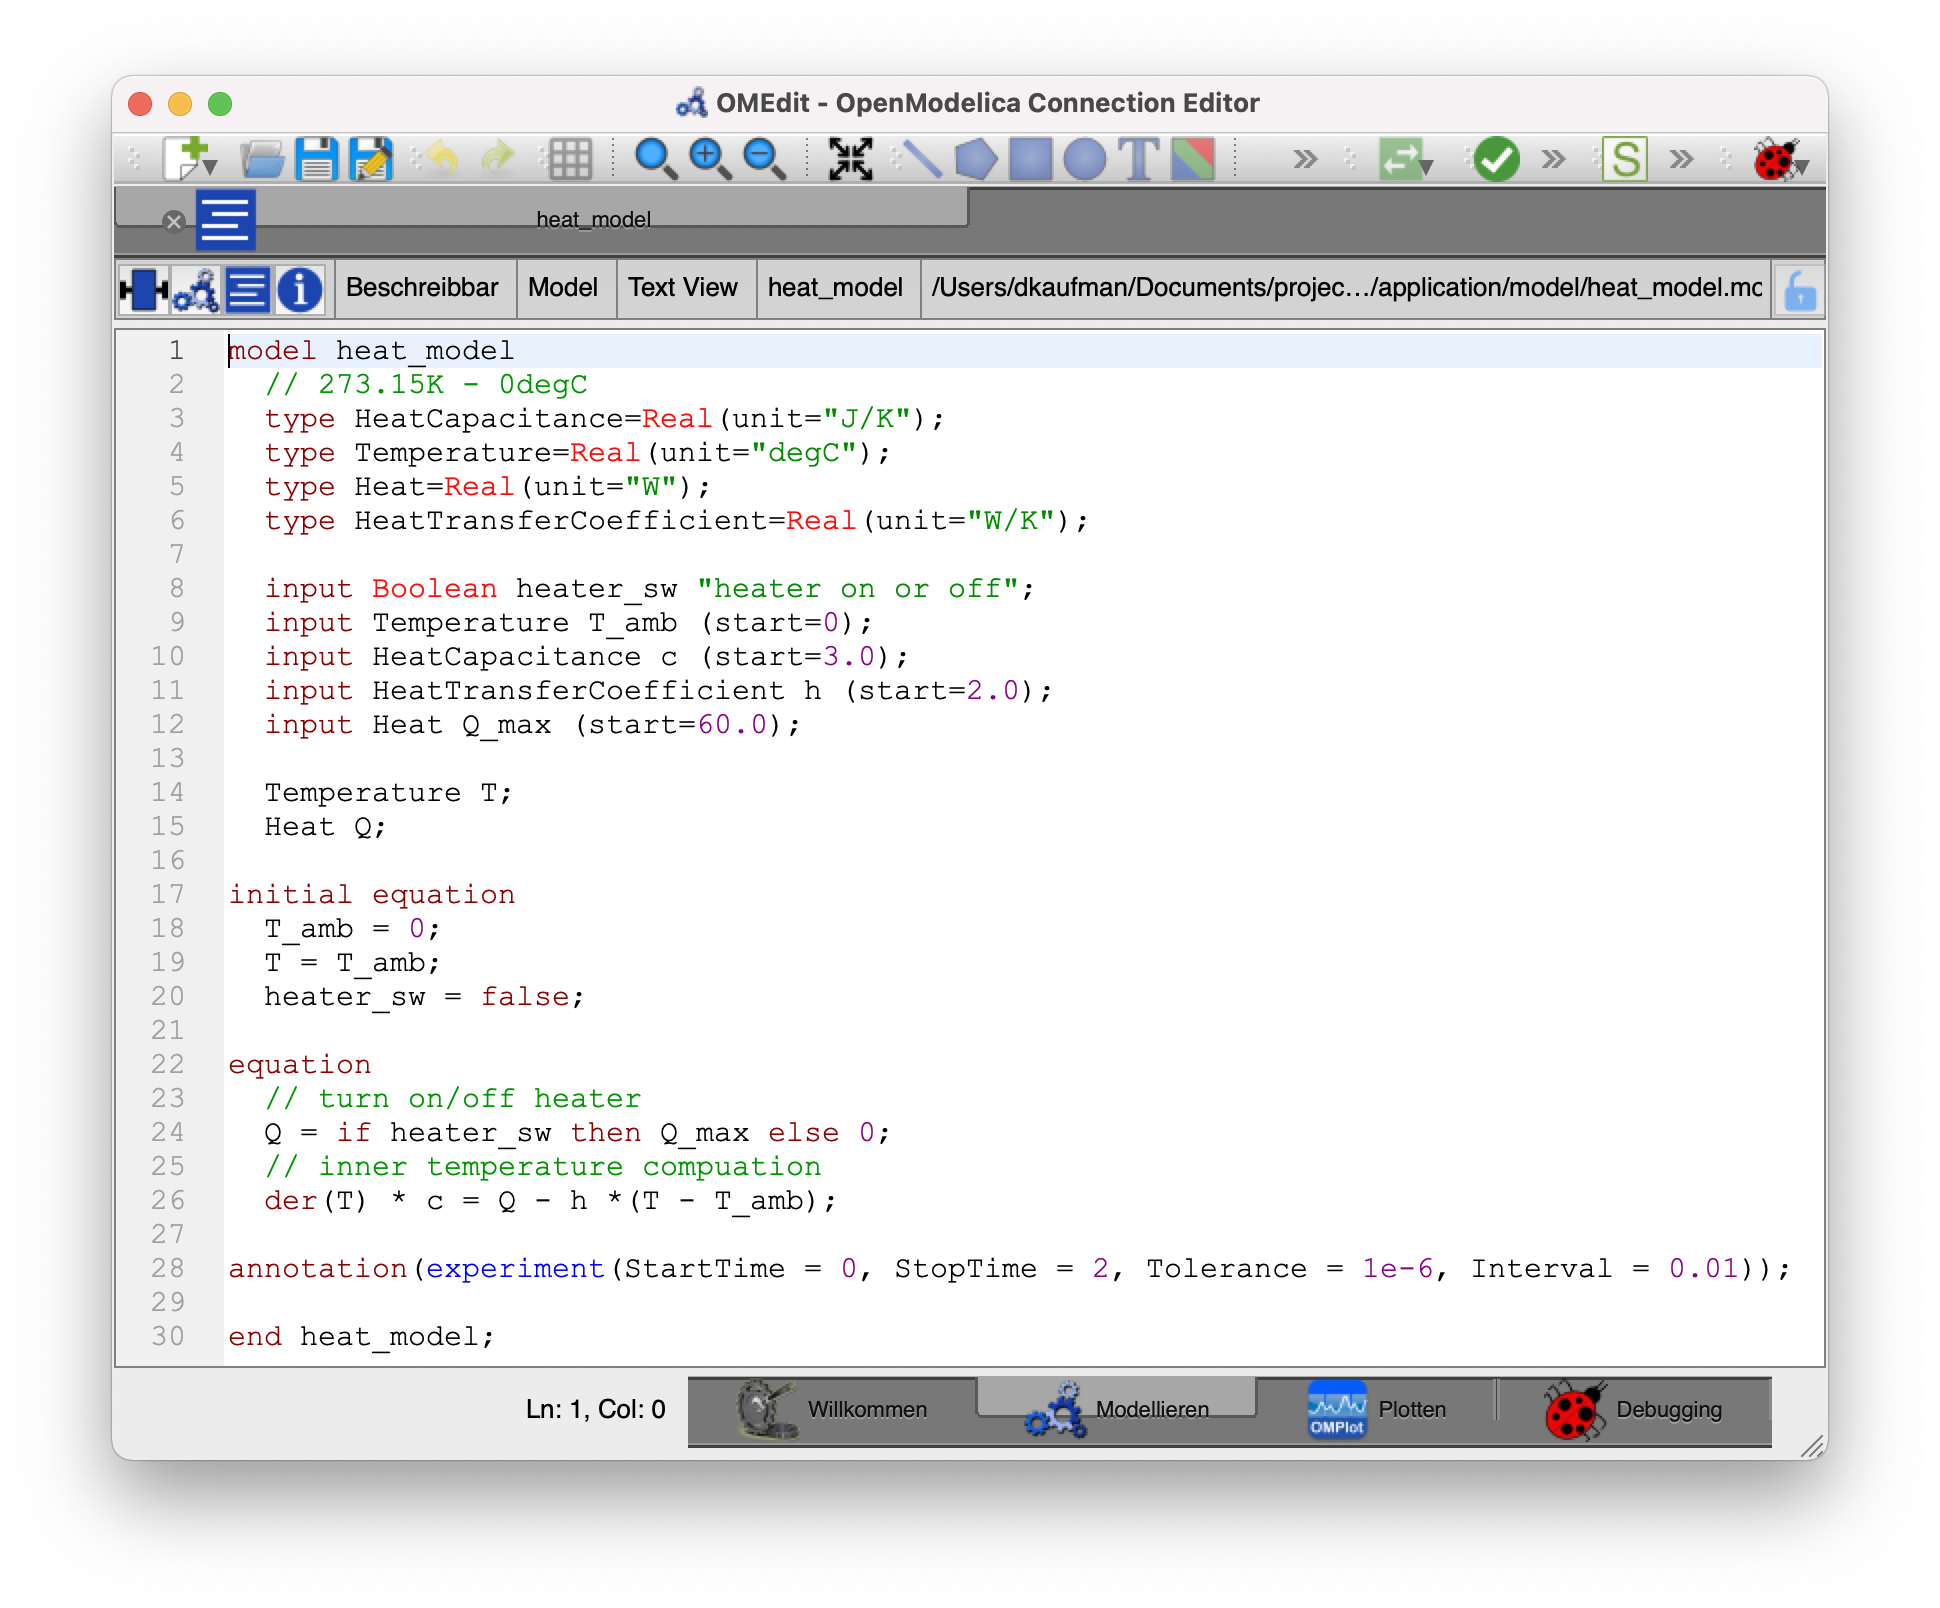 OMEdit - OpenModelica Connection Editor
T
S
heat_model
i Beschreibbar Model Text View heat_model /Users/dkaufman/Documents/projec…/application/model/heat_model.mo
1 model heat_model
2 // 273.15K - 0degC
3 type HeatCapacitance=Real(unit="J/K");
4 type Temperature=Real(unit="degC");
5 type Heat=Real(unit="W");
6 type HeatTransferCoefficient=Real(unit="W/K");
7
8 input Boolean heater_sw "heater on or off";
9 input Temperature T_amb (start=0);
10 input HeatCapacitance c (start=3.0);
11 input HeatTransferCoefficient h (start=2.0);
12 input Heat Q_max (start=60.0);
13
14 Temperature T;
15 Heat Q;
16
17 initial equation
18 T_amb = 0;
19 T = T_amb;
20 heater_sw = false;
21
22 equation
23 // turn on/off heater
24 Q = if heater_sw then Q_max else 0;
25 // inner temperature compuation
26 der(T) * c = Q - h *(T - T_amb);
27
28 annotation(experiment(StartTime = 0, StopTime = 2, Tolerance = 1e-6, Interval = 0.01));
29
30 end heat_model;
Ln: 1, Col: 0 Willkommen Modellieren OMPlot Plotten Debugging